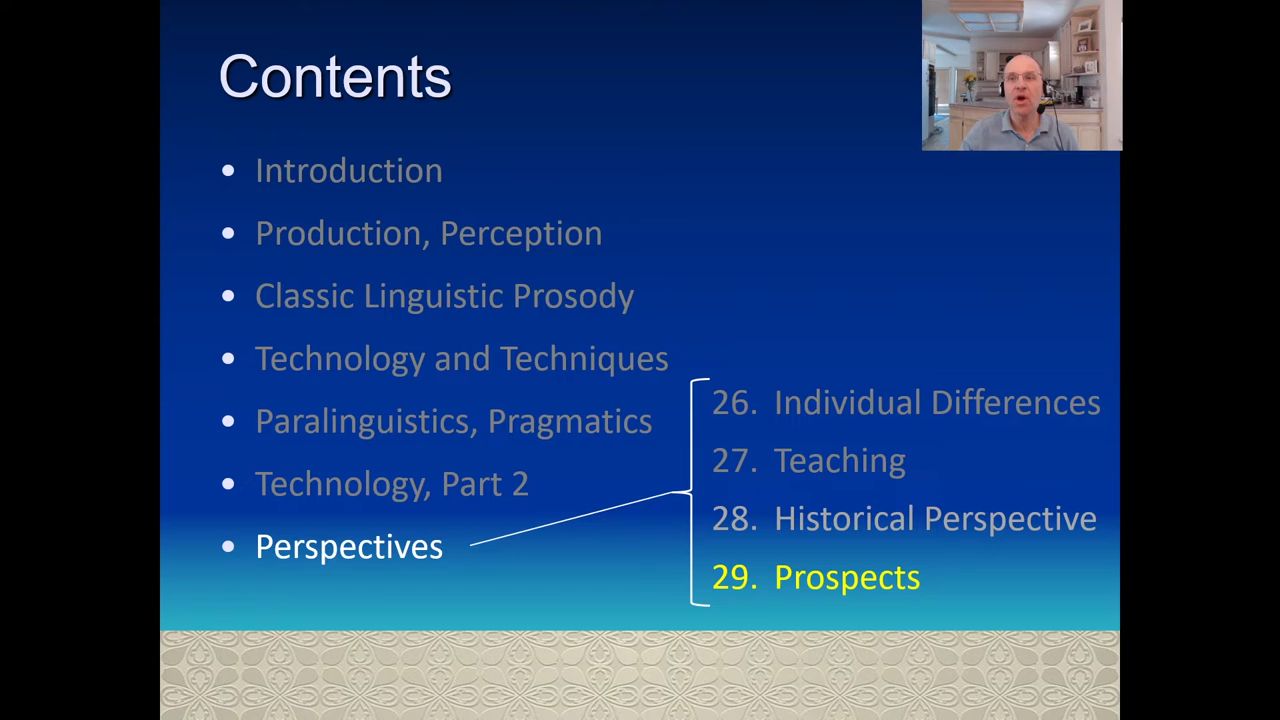 Contents
• Introduction
• Production, Perception
• Classic Linguistic Prosody
• Technology and Techniques
• Paralinguistics, Pragmatics
• Technology, Part 2
• Perspectives
26. Individual Differences
27. Teaching
28. Historical Perspective
29. Prospects